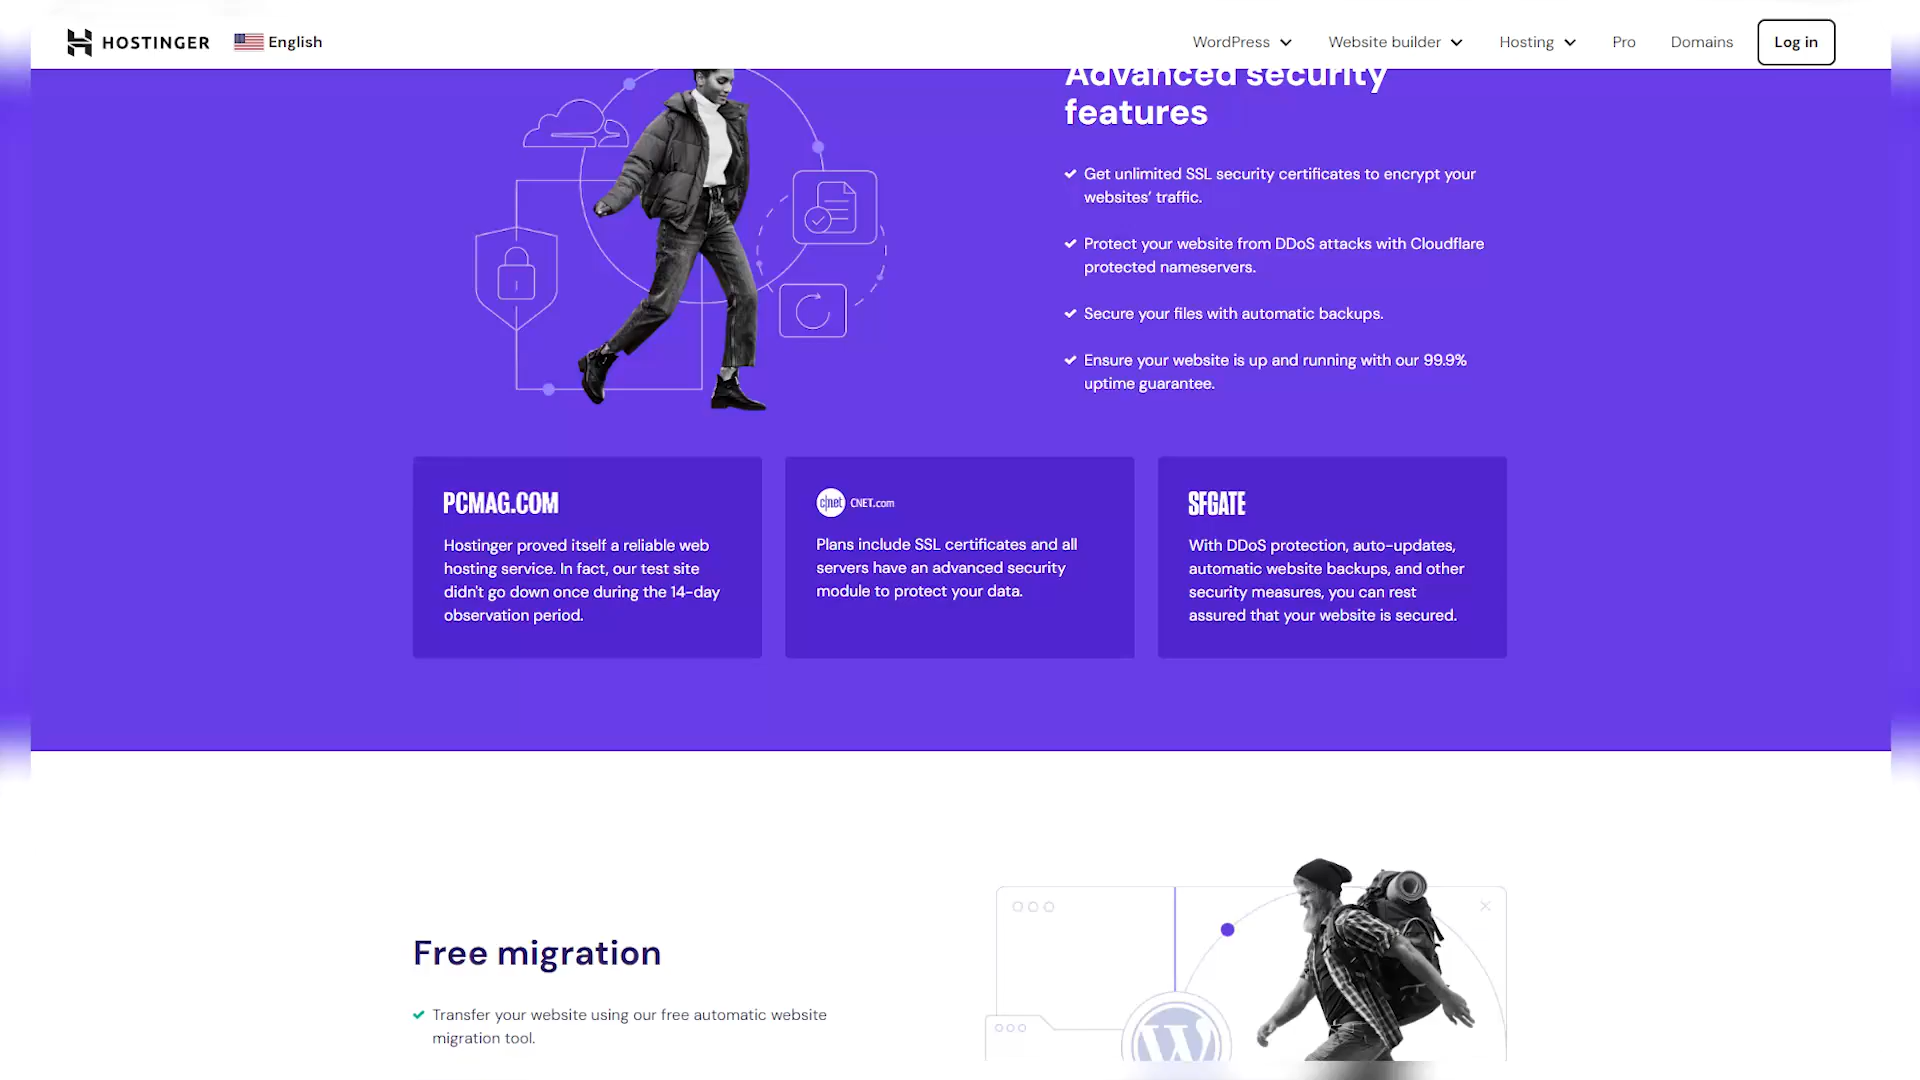 HOSTINGER English WordPress Website builder Hosting Pro Domains Log in
Advanced security
features
Get unlimited SSL security certificates to encrypt your
websites’ traffic.
Protect your website from DDoS attacks with Cloudflare
protected nameservers.
Secure your files with automatic backups.
Ensure your website is up and running with our 99.9%
uptime guarantee.
PCMAG.COM
Hostinger proved itself a reliable web
hosting service. In fact, our test site
didn't go down once during the 14-day
observation period.
c|net CNET.com
Plans include SSL certificates and all
servers have an advanced security
module to protect your data.
SFGATE
With DDoS protection, auto-updates,
automatic website backups, and other
security measures, you can rest
assured that your website is secured.
Free migration
Transfer your website using our free automatic website
migration tool.